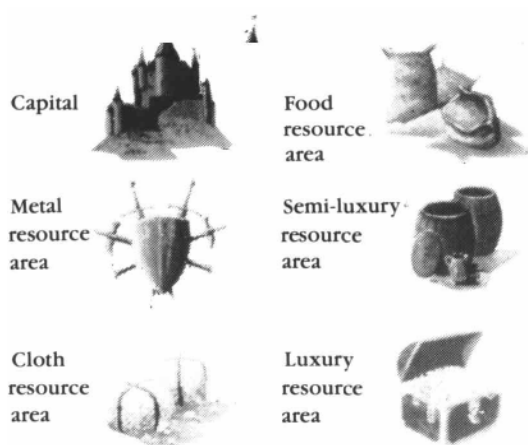 Capital
Food
resource
area
Metal
resource
area
Semi-luxury
resource
area
Cloth
resource
area
Luxury
resource
area